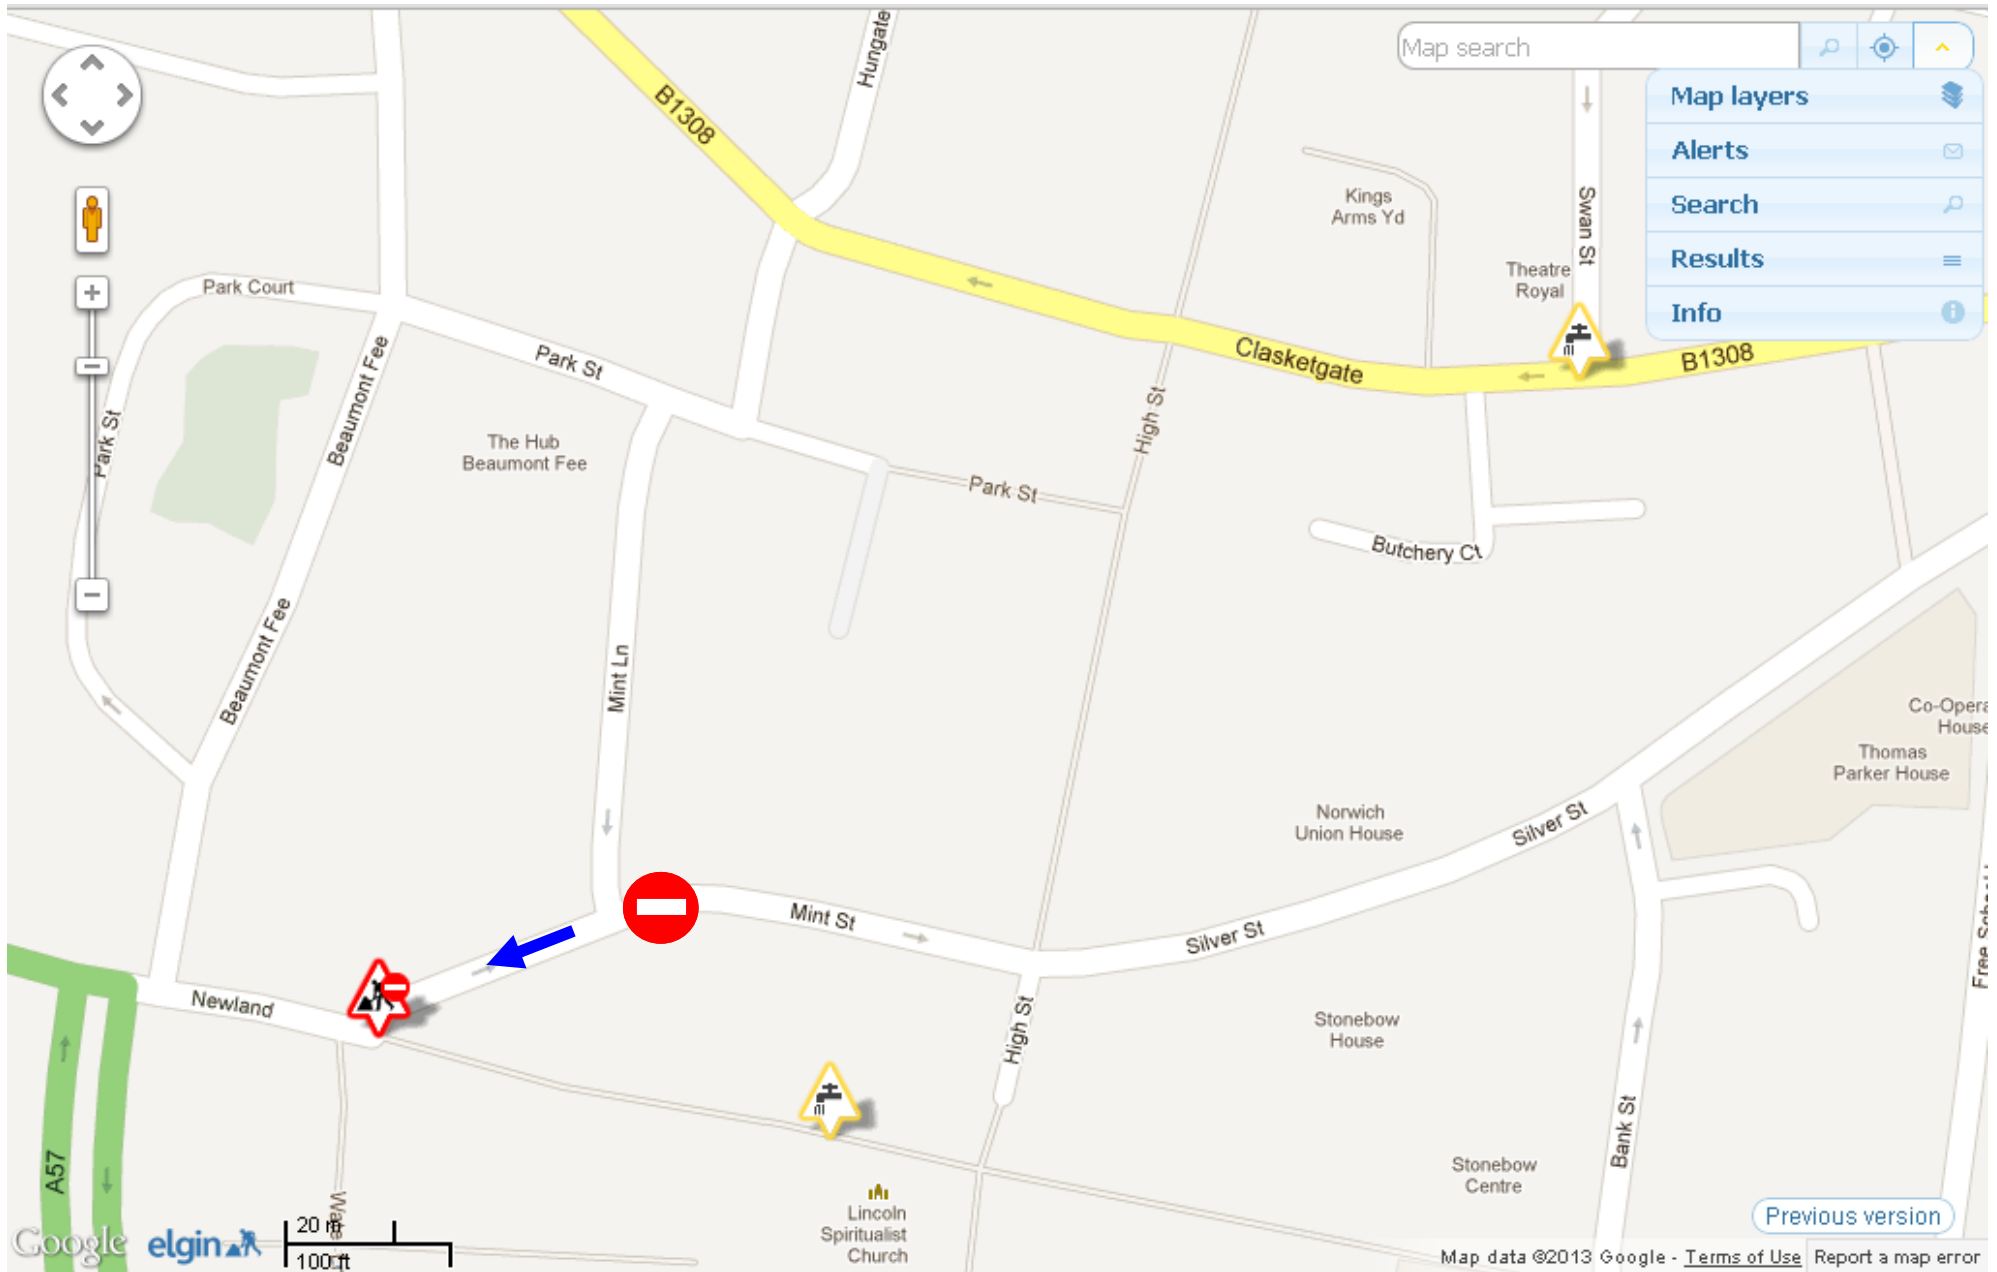 Map search
Map layers
Alerts
Search
Results
Info
Hungate
B1308
Kings
Arms Yd
Swan St
Theatre
Royal
Park Court
Clasketgate
B1308
Park St
Beaumont Fee
Park St
High St
The Hub
Beaumont Fee
Park St
Butchery Ct
Beaumont Fee
Mint Ln
Thomas
Parker House
Norwich
Union House
Silver St
Mint St
Silver St
Newland
High St
Stonebow
House
Bank St
A57
Stonebow
Centre
Lincoln
Spiritualist
Church
Previous version
Google
elgin
20 m
100 ft
Map data ©2013 Google - Terms of Use
Report a map error